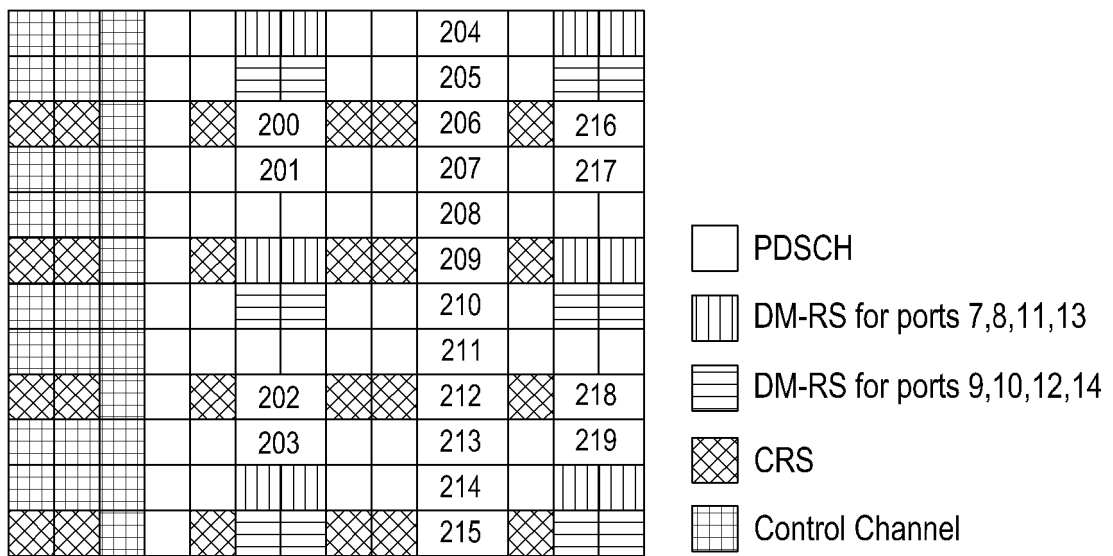 204
205
200 206 216
201 207 217
208
209
210
211
202 212 218
203 213 219
214
215
PDSCH
DM-RS for ports 7,8,11,13
DM-RS for ports 9,10,12,14
CRS
Control Channel